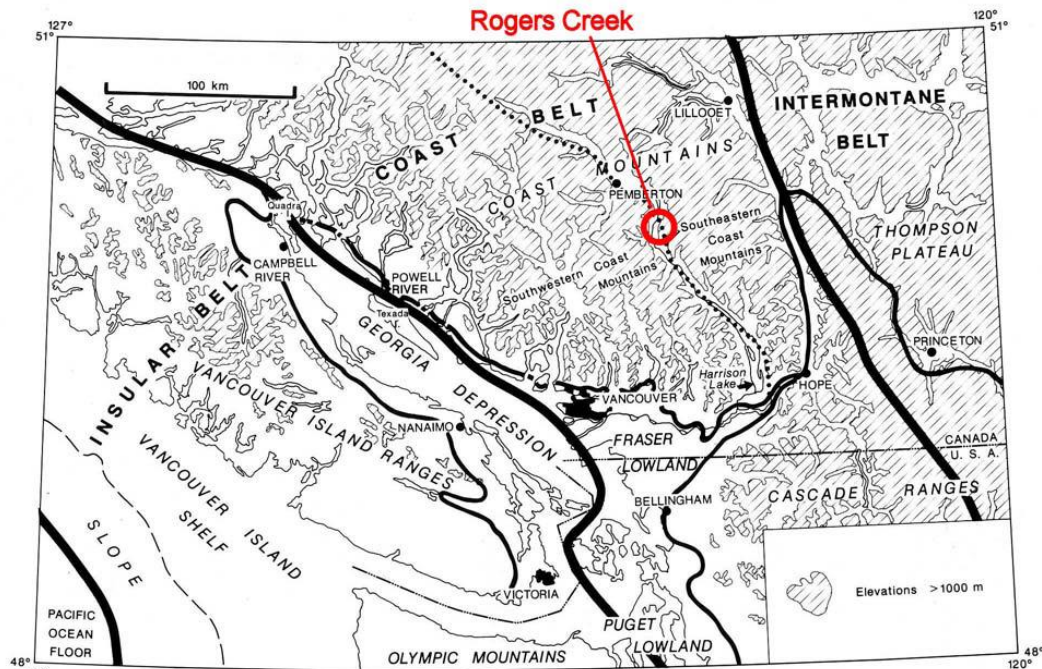 Rogers Creek
127°
51°
120°
51°
100 km
COAST BELT
COAST MOUNTAINS
LILLOOET
INTERMONTANE
BELT
PEMBERTON
Quadra
CAMPBELL
RIVER
POWELL
RIVER
Texada
Southeastern
Coast
Mountains
Southwestern Coast
Mountains
THOMPSON
PLATEAU
PRINCETON
INSULAR BELT
GEORGIA DEPRESSION
Harrison
Lake
HOPE
VANCOUVER
VANCOUVER ISLAND RANGES
NANAIMO
FRASER
LOWLAND
CANADA
U. S. A.
VANCOUVER ISLAND
SHELF
BELLINGHAM
CASCADE RANGES
SLOPE
VICTORIA
Elevations >1000 m
PACIFIC
OCEAN
FLOOR
PUGET
LOWLAND
OLYMPIC MOUNTAINS
48°
48°
120°